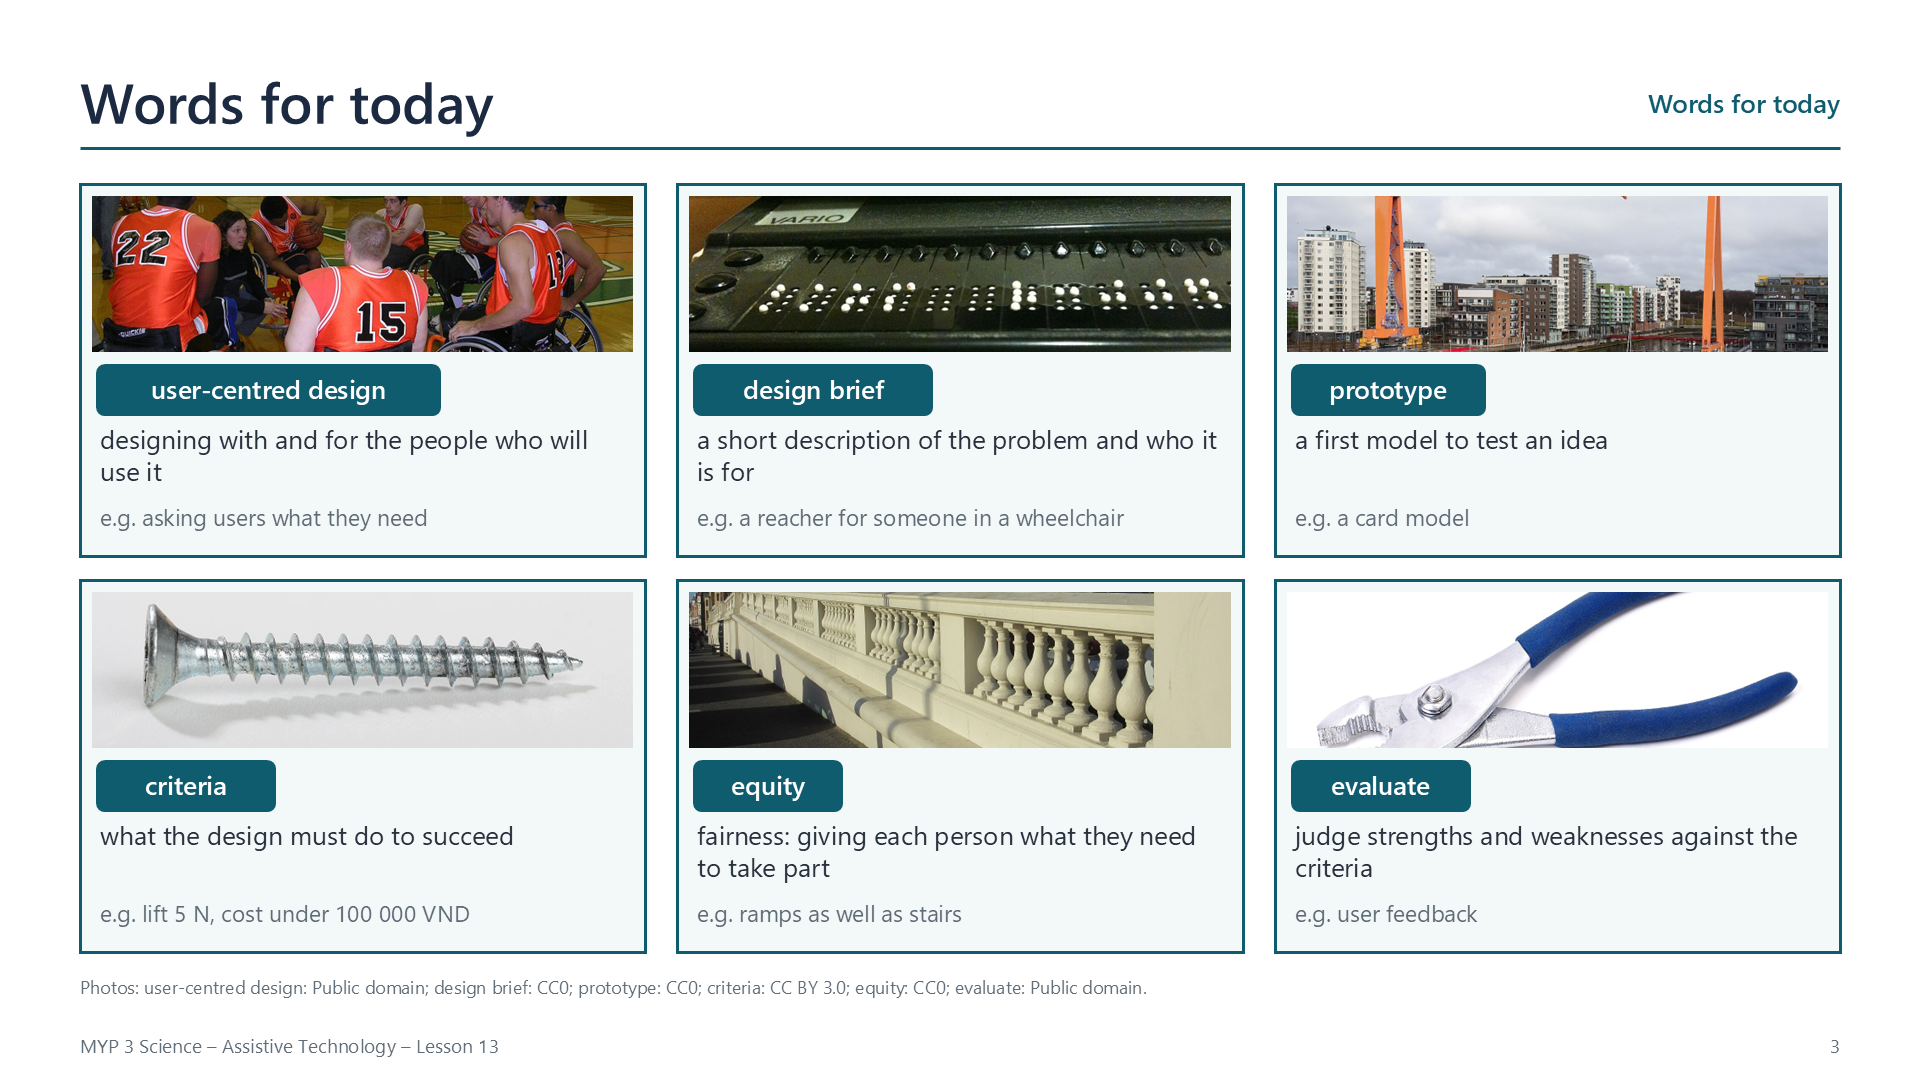 Words for today
Words for today
22
15
VARIO
user-centred design
designing with and for the people who will
use it
e.g. asking users what they need
design brief
a short description of the problem and who it
is for
e.g. a reacher for someone in a wheelchair
prototype
a first model to test an idea
e.g. a card model
criteria
what the design must do to succeed
e.g. lift 5 N, cost under 100 000 VND
equity
fairness: giving each person what they need
to take part
e.g. ramps as well as stairs
evaluate
judge strengths and weaknesses against the
criteria
e.g. user feedback
Photos: user-centred design: Public domain; design brief: CC0; prototype: CC0; criteria: CC BY 3.0; equity: CC0; evaluate: Public domain.
MYP 3 Science – Assistive Technology – Lesson 13
3